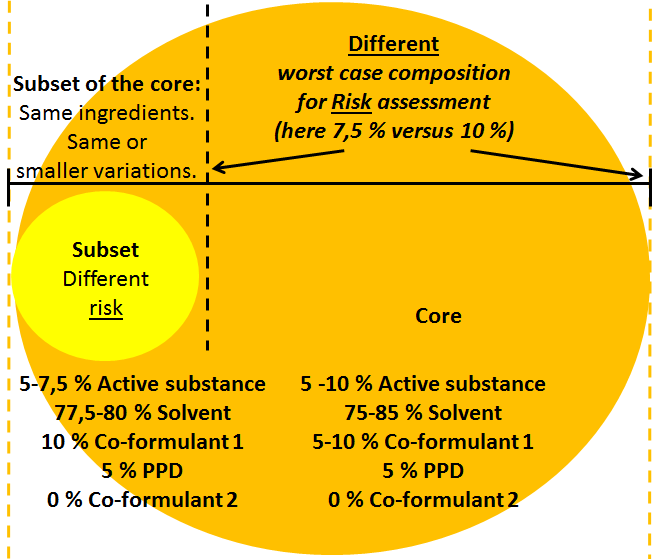 Different
worst case composition
for Risk assessment
(here 7,5 % versus 10 %)
Subset of the core:
Same ingredients.
Same or
smaller variations.
Subset
Different
risk
Core
5-7,5 % Active substance
77,5-80 % Solvent
10 % Co-formulant 1
5 % PPD
0 % Co-formulant 2
5 -10 % Active substance
75-85 % Solvent
5-10 % Co-formulant 1
5 % PPD
0 % Co-formulant 2